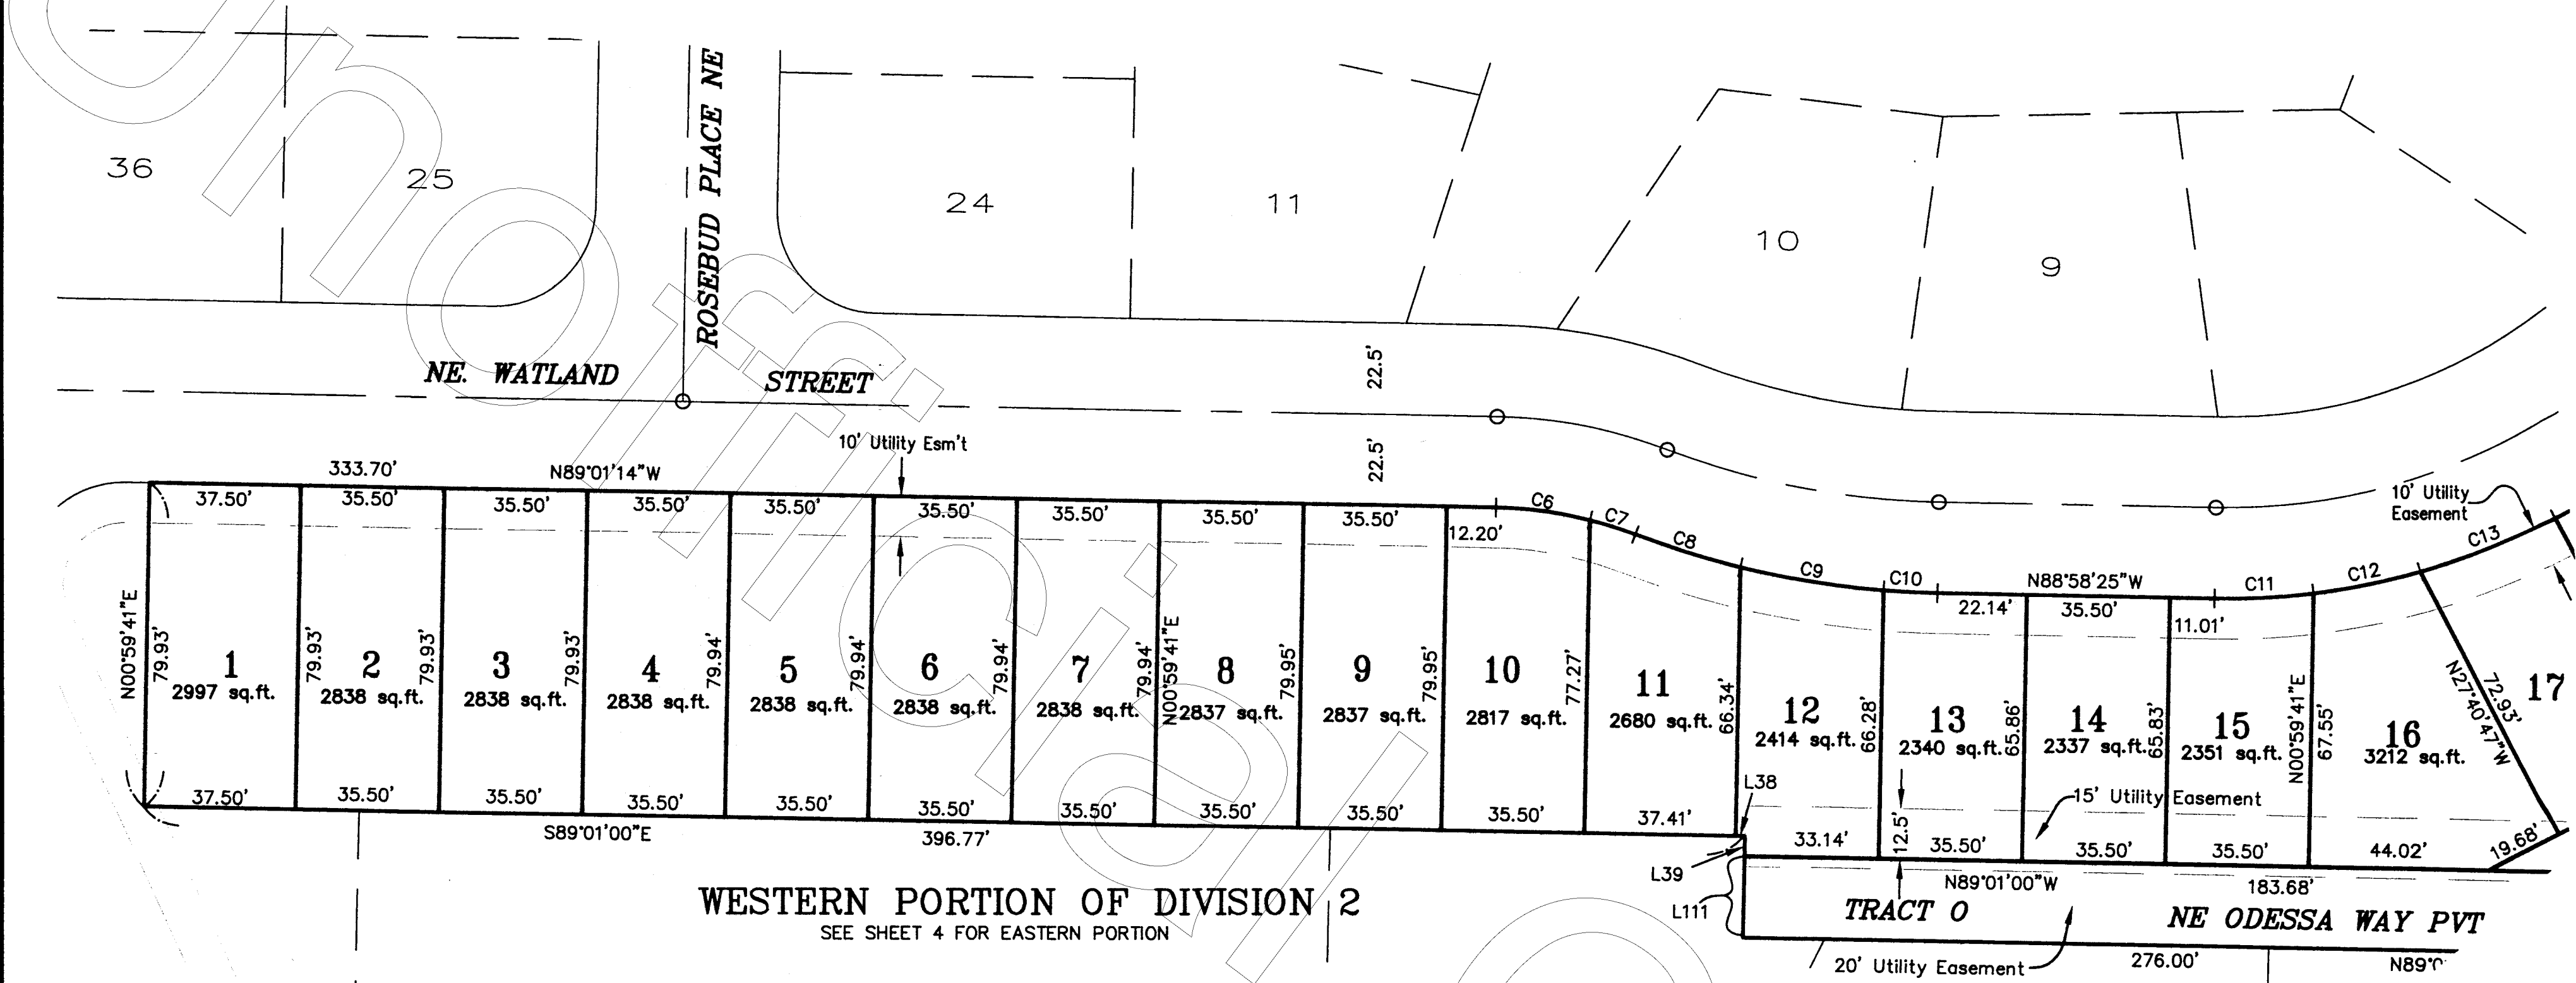 36
25
24
11
10
9
ROSEBUD PLACE NE
NE. WATLAND STREET
22.5'
22.5'
10' Utility Esm't
333.70'
N89°01'14"W
37.50'
35.50'
35.50'
35.50'
35.50'
35.50'
35.50'
35.50'
35.50'
12.20'
C6
C7
C8
C9
C10
N88°58'25"W
22.14'
35.50'
11.01'
C11
C12
C13
10' Utility
Easement
N00°59'41"E
79.93'
1
2997 sq.ft.
79.93'
2
2838 sq.ft.
79.93'
3
2838 sq.ft.
79.93'
4
2838 sq.ft.
79.94'
5
2838 sq.ft.
79.94'
6
2838 sq.ft.
79.94'
7
2838 sq.ft.
79.94'
N00°59'41"E
8
2837 sq.ft.
79.95'
9
2837 sq.ft.
79.95'
10
2817 sq.ft.
77.27'
11
2680 sq.ft.
66.34'
12
2414 sq.ft.
66.28'
13
2340 sq.ft.
65.86'
14
2337 sq.ft.
65.83'
15
2351 sq.ft.
N00°59'41"E
67.55'
16
3212 sq.ft.
72.93'
N27°40'47"W
17
37.50'
35.50'
35.50'
35.50'
35.50'
35.50'
35.50'
35.50'
35.50'
35.50'
37.41'
L38
33.14'
12.5'
35.50'
15' Utility Easement
35.50'
35.50'
44.02'
19.68'
S89°01'00"E
396.77'
L39
L111
N89°01'00"W
183.68'
WESTERN PORTION OF DIVISION 2
SEE SHEET 4 FOR EASTERN PORTION
TRACT O
NE ODESSA WAY PVT
20' Utility Easement
276.00'
N89°0
Unofficial